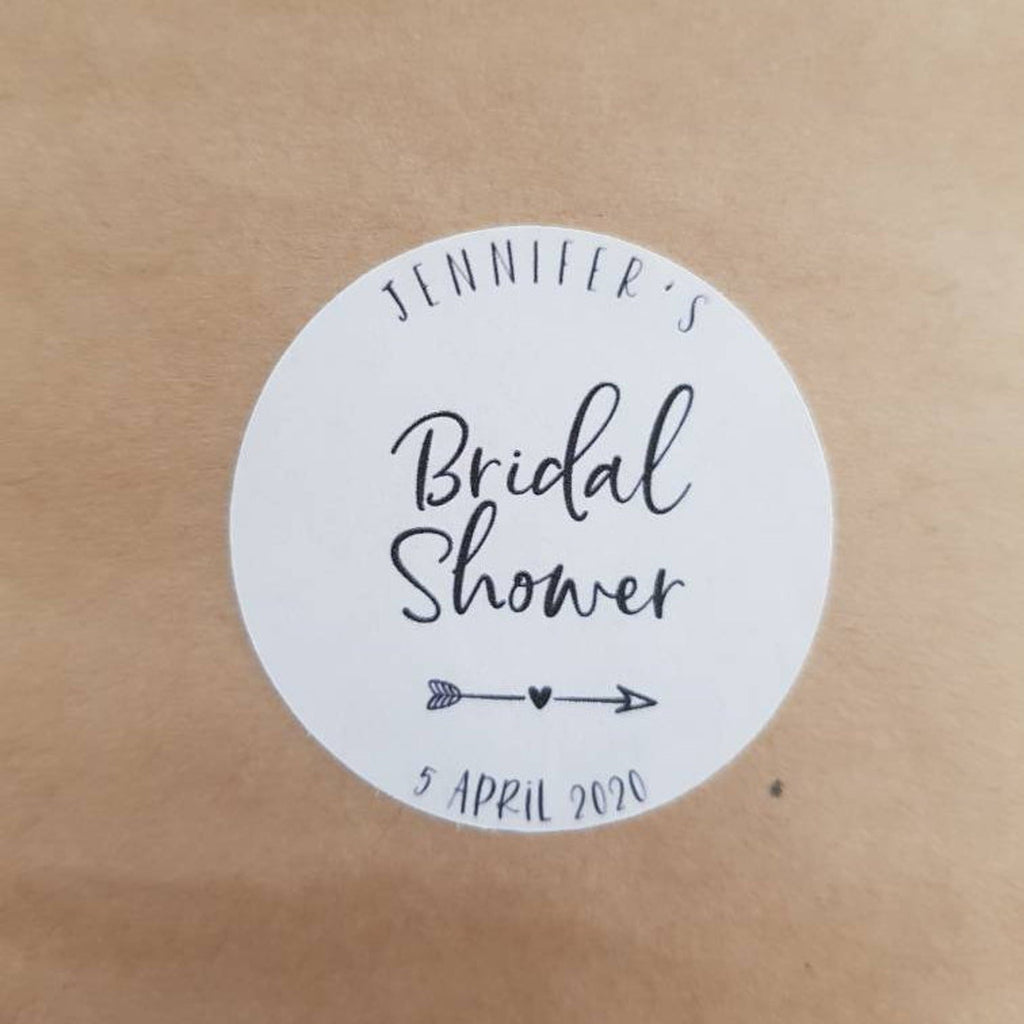 JENNIFER'S
Bridal
Shower
5 APRIL 2020